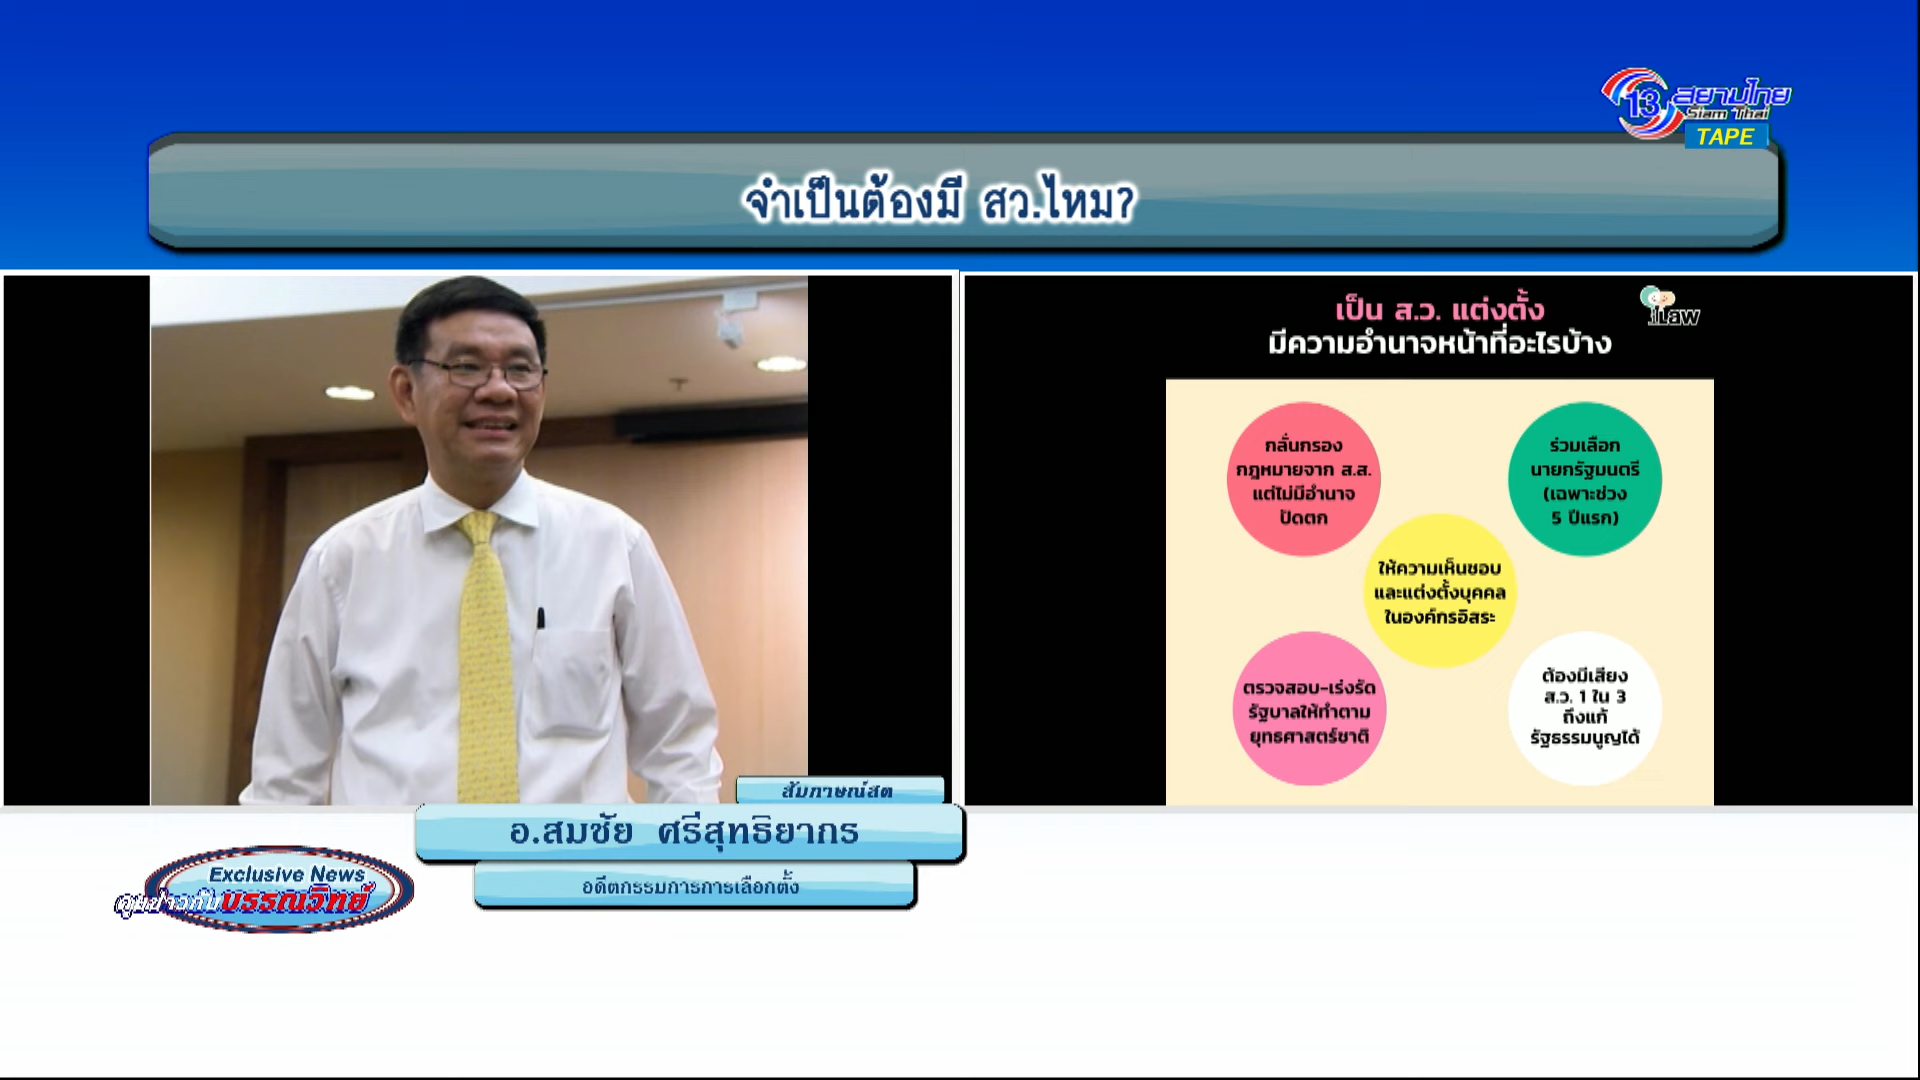 13 สยามไทย
Siam Thai
TAPE
จำเป็นต้องมี สว.ไหม?
เป็น ส.ว. แต่งตั้ง
มีความอำนาจหน้าที่อะไรบ้าง
iLaw
กลั่นกรอง
กฎหมายจาก ส.ส.
แต่ไม่มีอำนาจ
ปัดตก
ร่วมเลือก
นายกรัฐมนตรี
(เฉพาะช่วง
5 ปีแรก)
ให้ความเห็นชอบ
และแต่งตั้งบุคคล
ในองค์กรอิสระ
ตรวจสอบ-เร่งรัด
รัฐบาลให้ทำตาม
ยุทธศาสตร์ชาติ
ต้องมีเสียง
ส.ว. 1 ใน 3
ถึงแก้
รัฐธรรมนูญได้
สัมภาษณ์สด
อ.สมชัย ศรีสุทธิยากร
อดีตกรรมการการเลือกตั้ง
Exclusive News
คุยข่าวกับบรรณวิทย์